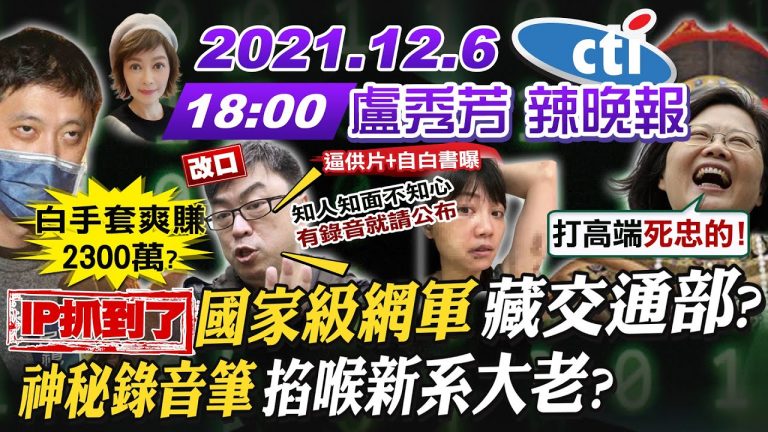 2021.12.6
cti
18:00 盧秀芳 辣晚報
改口
逼供片+自白書曝
知人知面不知心
有錄音就請公布
白手套爽賺
2300萬?
打高端死忠的!
IP抓到了 國家級網軍 藏交通部?
神秘錄音筆 掐喉新系大老?